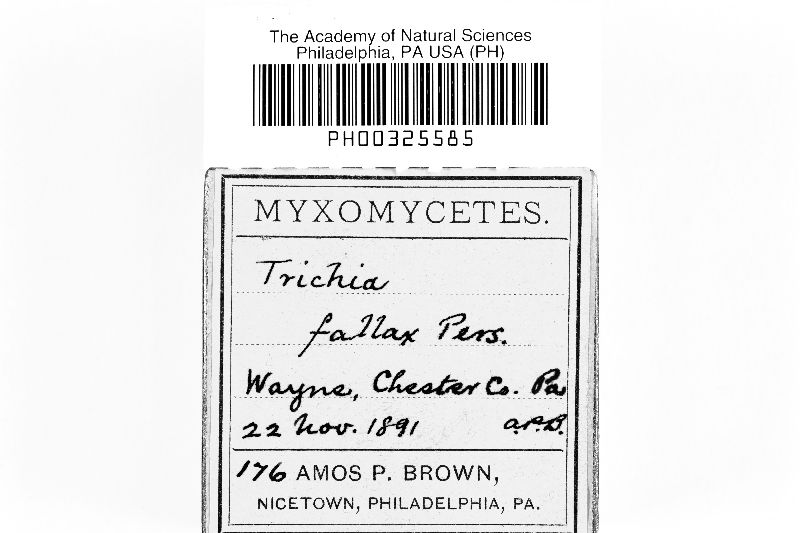 The Academy of Natural Sciences
Philadelphia, PA USA (PH)
PH00325585
MYXOMYCETES.
Trichia
fallax Pers.
Wayne, Chester Co. Pa
22 Nov. 1891 a.P.B.
176 AMOS P. BROWN,
NICETOWN, PHILADELPHIA, PA.